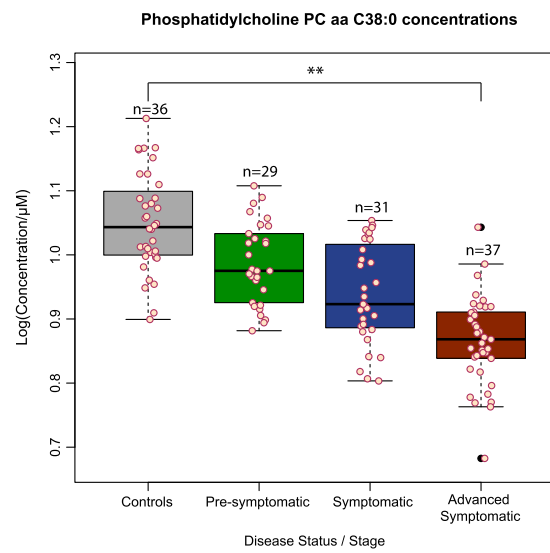 Phosphatidylcholine PC aa C38:0 concentrations
**
n=36
n=29
n=31
n=37
Log(Concentration/µM)
1.3
1.2
1.1
1.0
0.9
0.8
0.7
Controls
Pre-symptomatic
Symptomatic
Advanced
Symptomatic
Disease Status / Stage